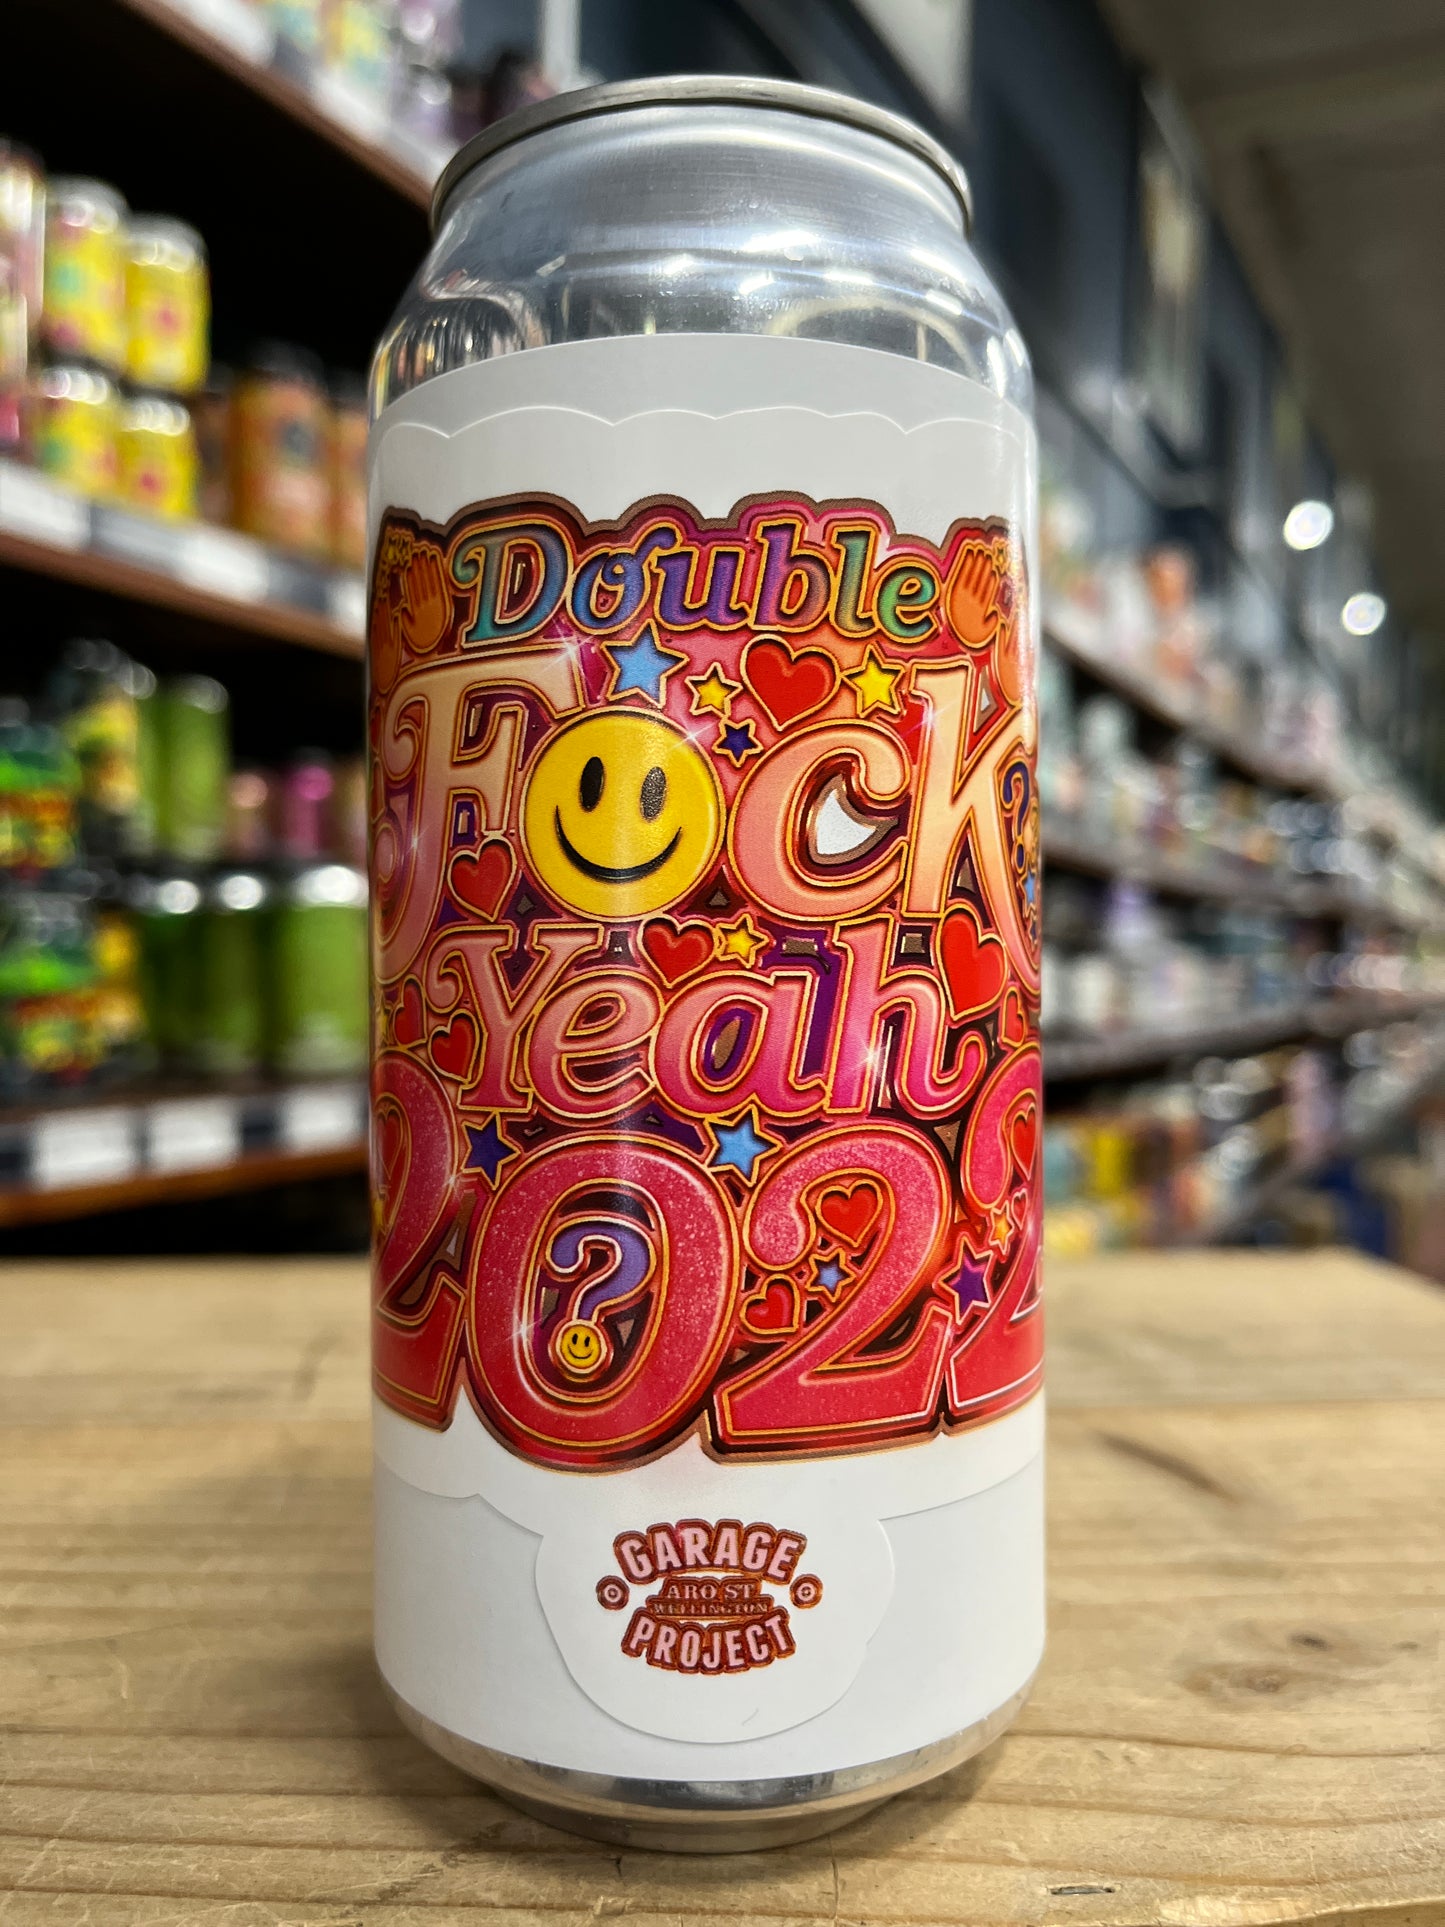 Double
F☺ck
Yeah
2022
GARAGE
ARO ST
WELLINGTON
PROJECT